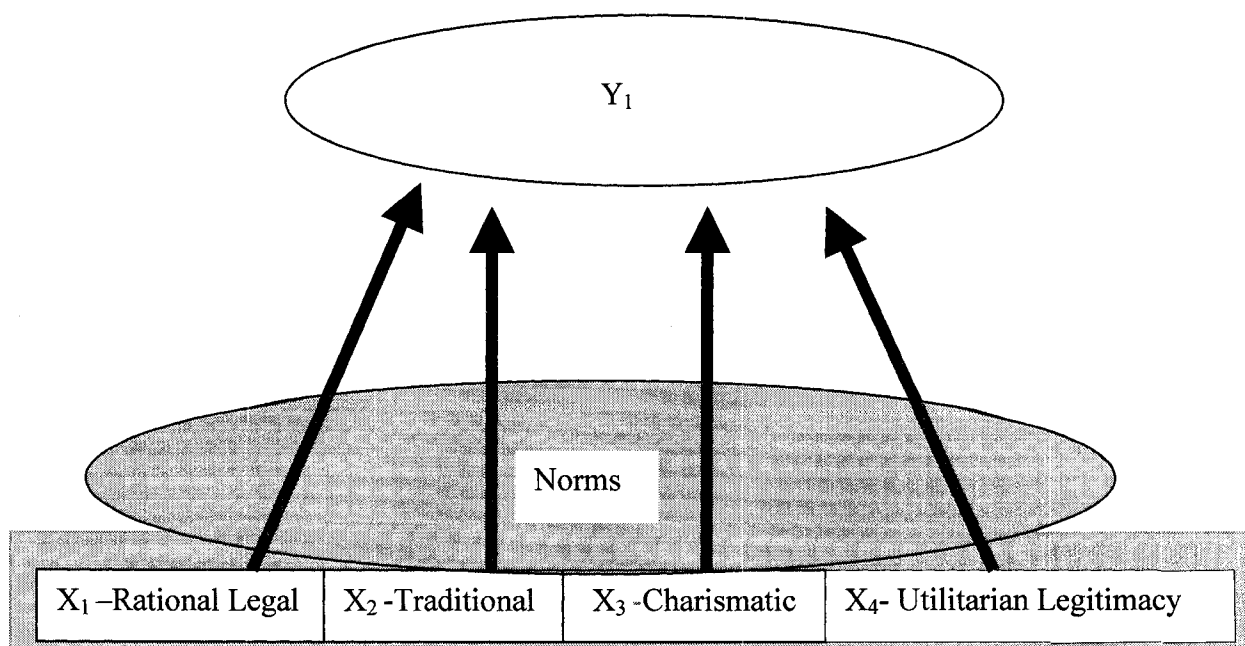 Y₁
Norms
X₁ –Rational Legal
X₂ -Traditional
X₃ -Charismatic
X₄- Utilitarian Legitimacy